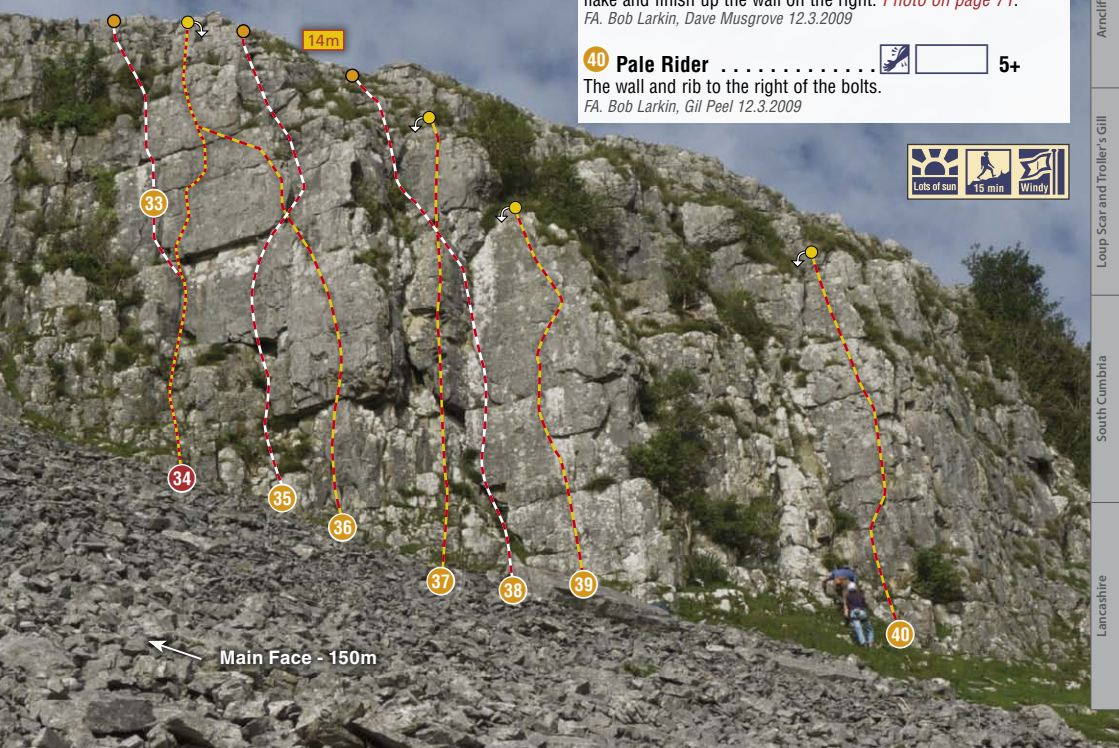 flake and finish up the wall on the right. Photo on page 71.
FA. Bob Larkin, Dave Musgrove 12.3.2009
40 Pale Rider . . . . . . . . . . . . . 5+
The wall and rib to the right of the bolts.
FA. Bob Larkin, Gil Peel 12.3.2009
14m
Lots of sun
15 min
Windy
33
34
35
36
37
38
39
40
Main Face - 150m
Loup Scar and Troller's Gill
South Cumbria
Lancashire